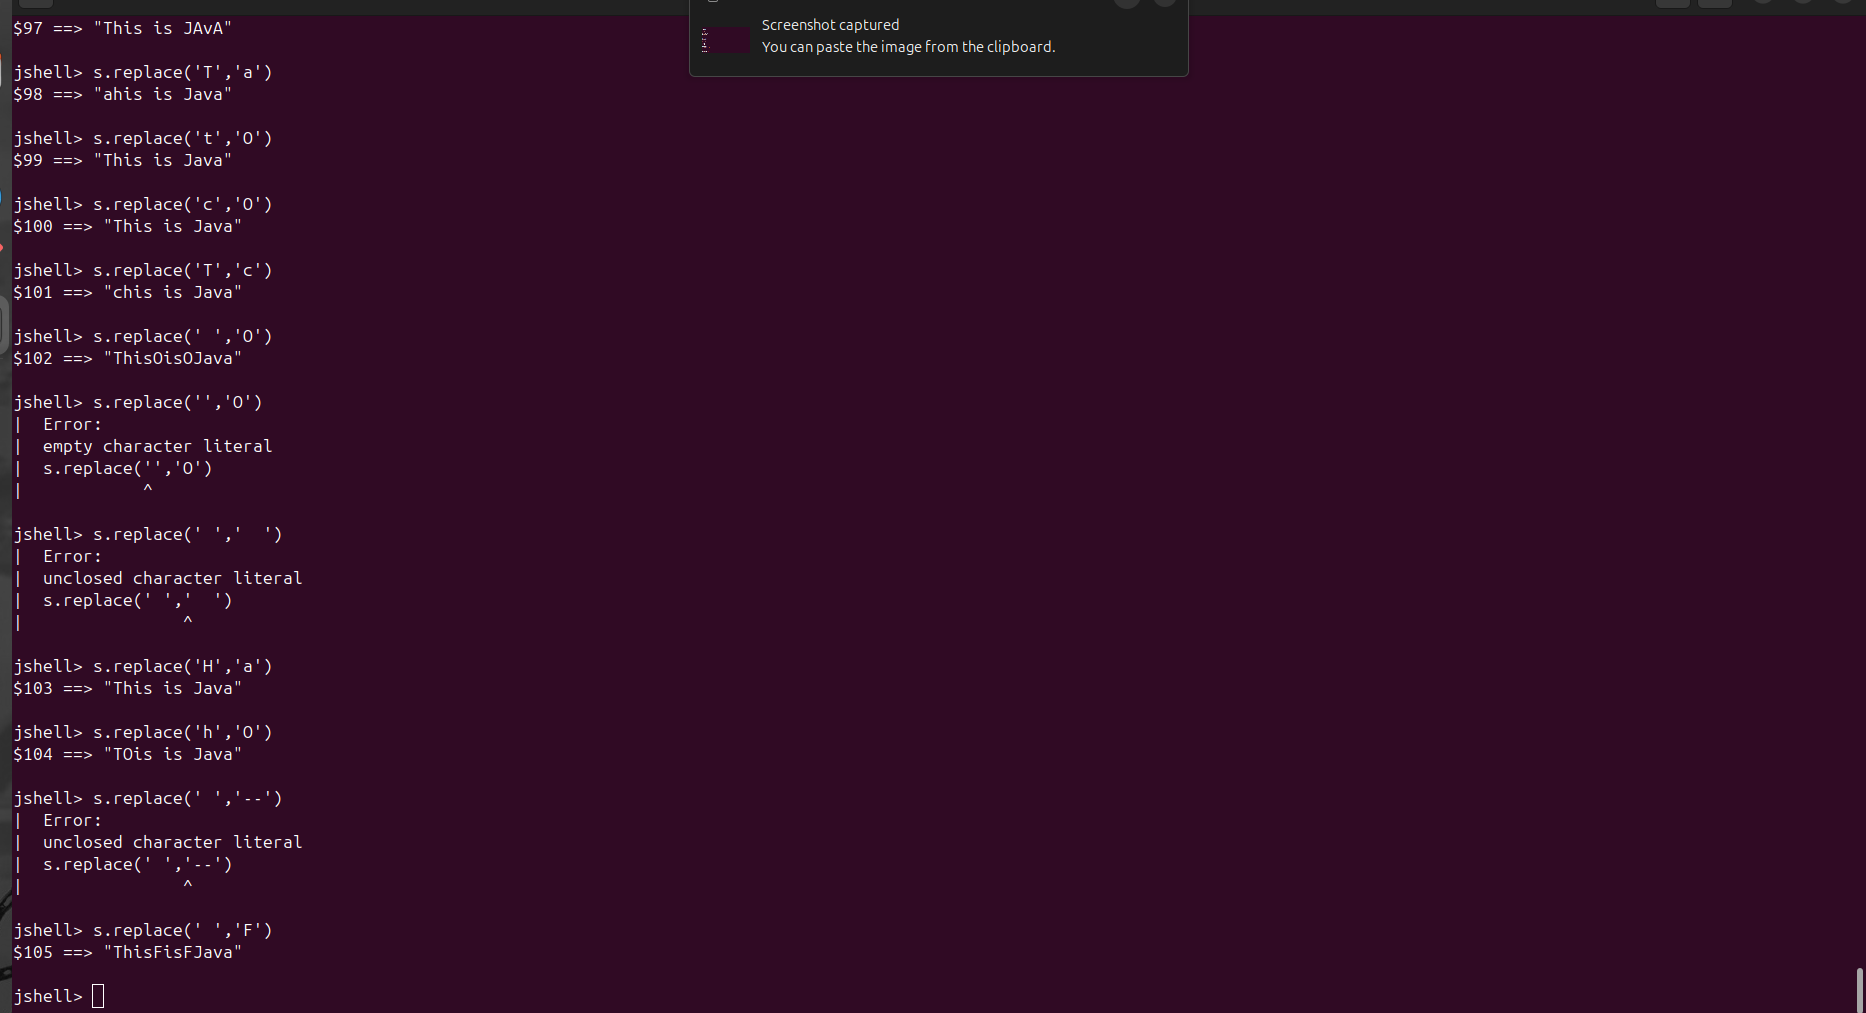 $97 ==> "This is JAvA"
Screenshot captured
You can paste the image from the clipboard.
jshell> s.replace('T','a')
$98 ==> "ahis is Java"
jshell> s.replace('t','O')
$99 ==> "This is Java"
jshell> s.replace('c','O')
$100 ==> "This is Java"
jshell> s.replace('T','c')
$101 ==> "chis is Java"
jshell> s.replace(' ','O')
$102 ==> "ThisOisOJava"
jshell> s.replace('','O')
|  Error:
|  empty character literal
|  s.replace('','O')
|            ^
jshell> s.replace(' ','  ')
|  Error:
|  unclosed character literal
|  s.replace(' ','  ')
|                ^
jshell> s.replace('H','a')
$103 ==> "This is Java"
jshell> s.replace('h','O')
$104 ==> "TOis is Java"
jshell> s.replace(' ','--')
|  Error:
|  unclosed character literal
|  s.replace(' ','--')
|                ^
jshell> s.replace(' ','F')
$105 ==> "ThisFisFJava"
jshell>